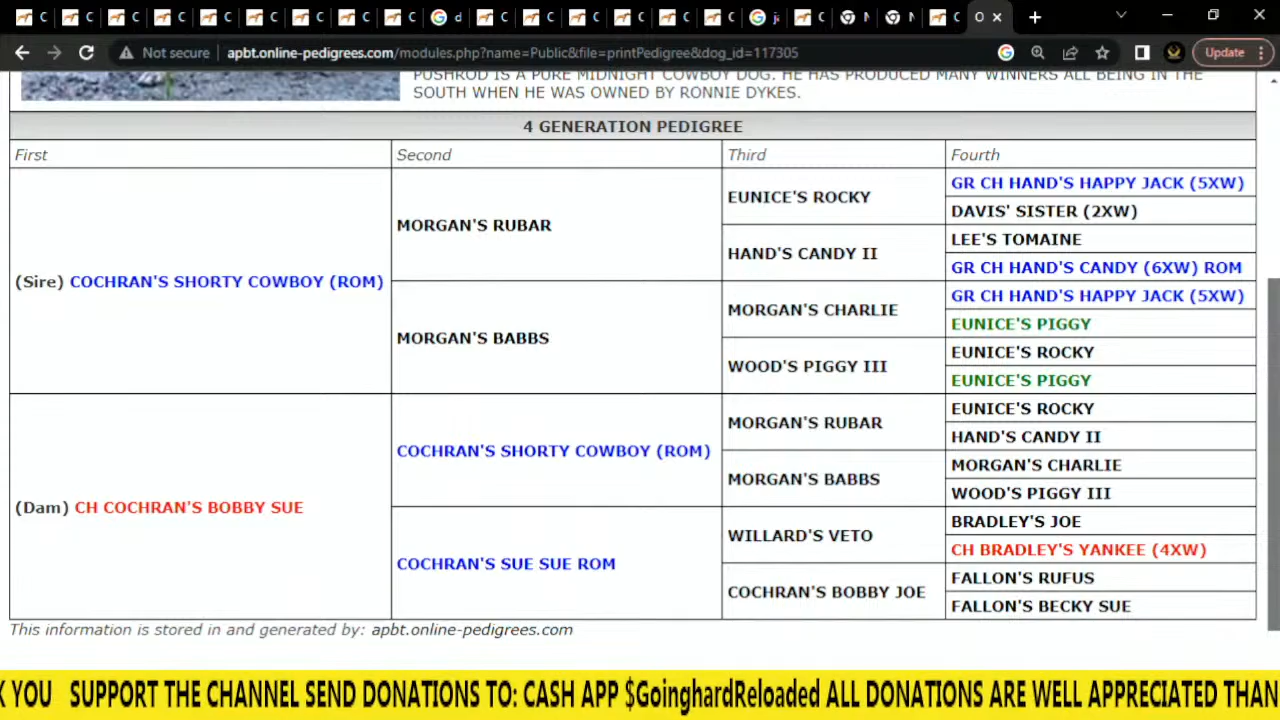 C C C C C C C C C d C C C C C C j C N N C O
Not secure apbt.online-pedigrees.com/modules.php?name=Public&file=printPedigree&dog_id=117305 Update
PUSHROD IS A PURE MIDNIGHT COWBOY DOG. HE HAS PRODUCED MANY WINNERS ALL BEING IN THE
SOUTH WHEN HE WAS OWNED BY RONNIE DYKES.
4 GENERATION PEDIGREE
First Second Third Fourth
GR CH HAND'S HAPPY JACK (5XW)
EUNICE'S ROCKY
DAVIS' SISTER (2XW)
MORGAN'S RUBAR
LEE'S TOMAINE
HAND'S CANDY II
GR CH HAND'S CANDY (6XW) ROM
(Sire) COCHRAN'S SHORTY COWBOY (ROM)
GR CH HAND'S HAPPY JACK (5XW)
MORGAN'S CHARLIE
EUNICE'S PIGGY
MORGAN'S BABBS
EUNICE'S ROCKY
WOOD'S PIGGY III
EUNICE'S PIGGY
EUNICE'S ROCKY
MORGAN'S RUBAR
HAND'S CANDY II
COCHRAN'S SHORTY COWBOY (ROM)
MORGAN'S CHARLIE
MORGAN'S BABBS
WOOD'S PIGGY III
(Dam) CH COCHRAN'S BOBBY SUE
BRADLEY'S JOE
WILLARD'S VETO
CH BRADLEY'S YANKEE (4XW)
COCHRAN'S SUE SUE ROM
FALLON'S RUFUS
COCHRAN'S BOBBY JOE
FALLON'S BECKY SUE
This information is stored in and generated by: apbt.online-pedigrees.com
K YOU SUPPORT THE CHANNEL SEND DONATIONS TO: CASH APP $GoinghardReloaded ALL DONATIONS ARE WELL APPRECIATED THAN